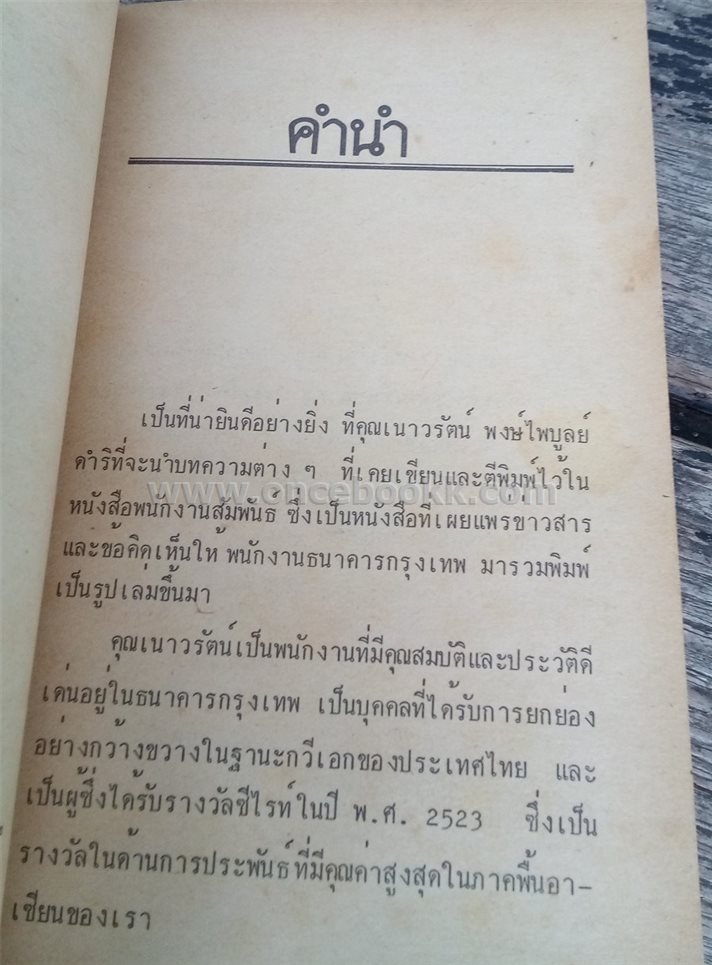 คำนำ
เป็นที่น่ายินดีอย่างยิ่ง ที่คุณเนาวรัตน์ พงษ์ไพบูลย์
ดำริที่จะนำบทความต่าง ๆ ที่เคยเขียนและตีพิมพ์ไว้ใน
www.oncebookk.com
หนังสือพนักงานสัมพันธ์ ซึ่งเป็นหนังสือที่เผยแพร่ข่าวสาร
และข้อคิดเห็นให้พนักงานธนาคารกรุงเทพ มารวมพิมพ์
เป็นรูปเล่มขึ้นมา
คุณเนาวรัตน์เป็นพนักงานที่มีคุณสมบัติและประวัติดี
เด่นอยู่ในธนาคารกรุงเทพ เป็นบุคคลที่ได้รับการยกย่อง
อย่างกว้างขวางในฐานะกวีเอกของประเทศไทย และ
เป็นผู้ซึ่งได้รับรางวัลซีไรท์ในปี พ.ศ. 2523 ซึ่งเป็น
รางวัลในด้านการประพันธ์ที่มีคุณค่าสูงสุดในภาคพื้นอา-
เซียนของเรา